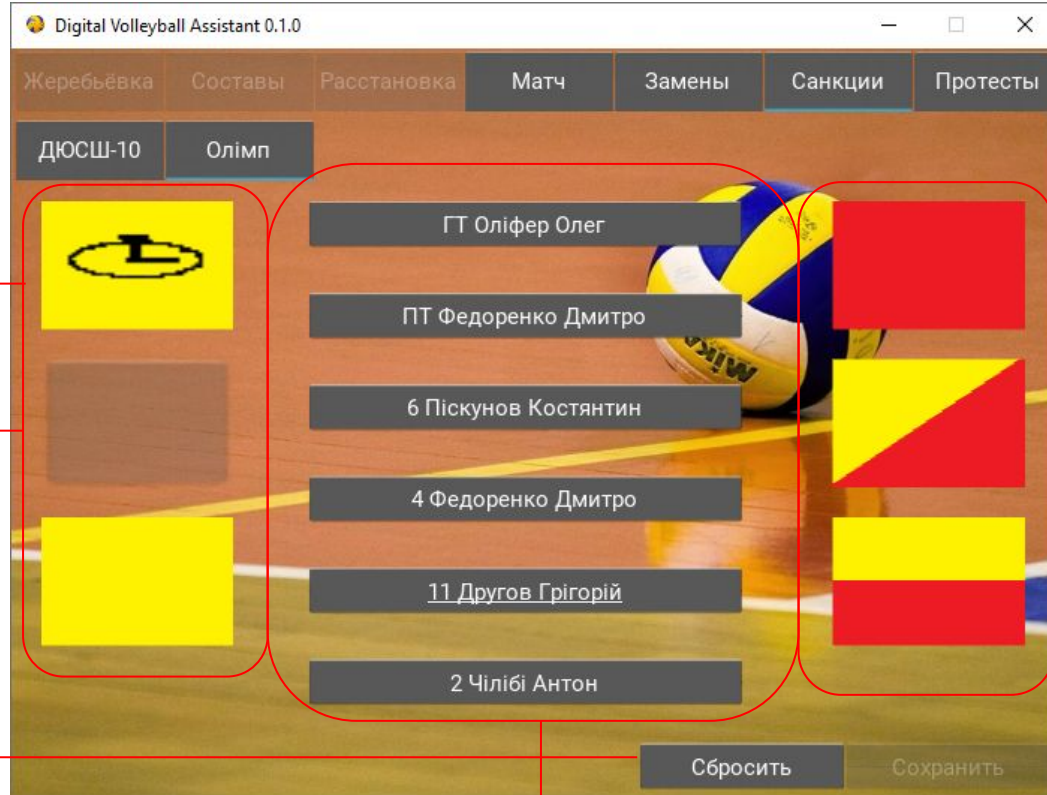 Digital Volleyball Assistant 0.1.0
Жеребьёвка Составы Расстановка Матч Замены Санкции Протесты
ДЮСШ-10 Олімп
ГТ Оліфер Олег
ПТ Федоренко Дмитро
MIKA
6 Піскунов Костянтин
4 Федоренко Дмитро
11 Другов Грігорій
2 Чілібі Антон
Сбросить Сохранить